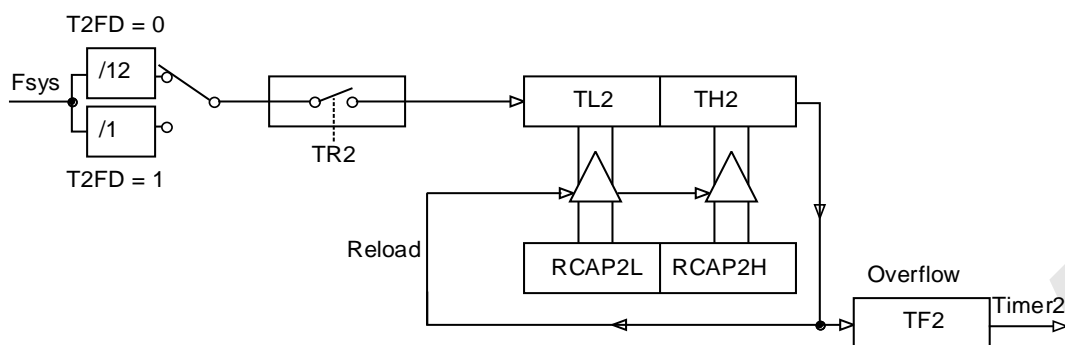 T2FD = 0
Fsys
/12
/1
T2FD = 1
TR2
TL2
TH2
Reload
RCAP2L
RCAP2H
Overflow
TF2
Timer2